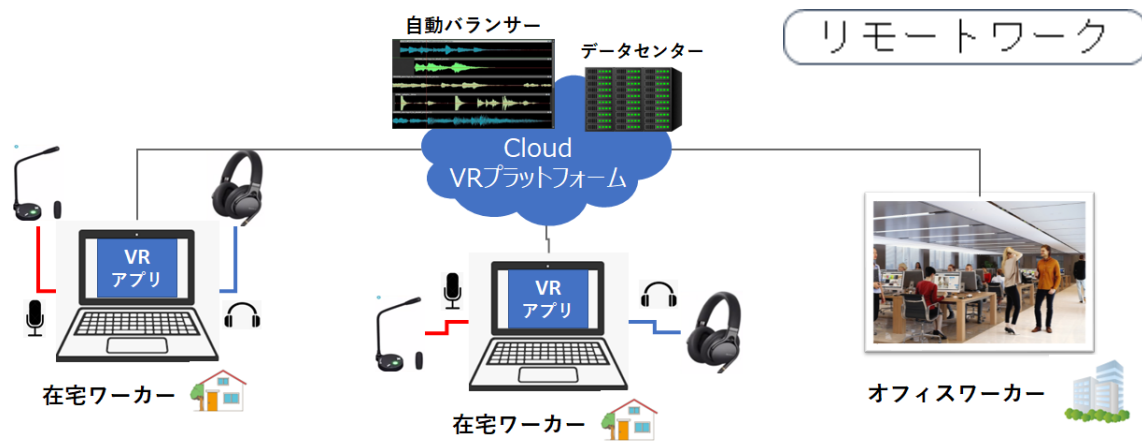 自動バランサー
データセンター
リモートワーク
Cloud
VRプラットフォーム
VR
アプリ
VR
アプリ
在宅ワーカー
在宅ワーカー
オフィスワーカー